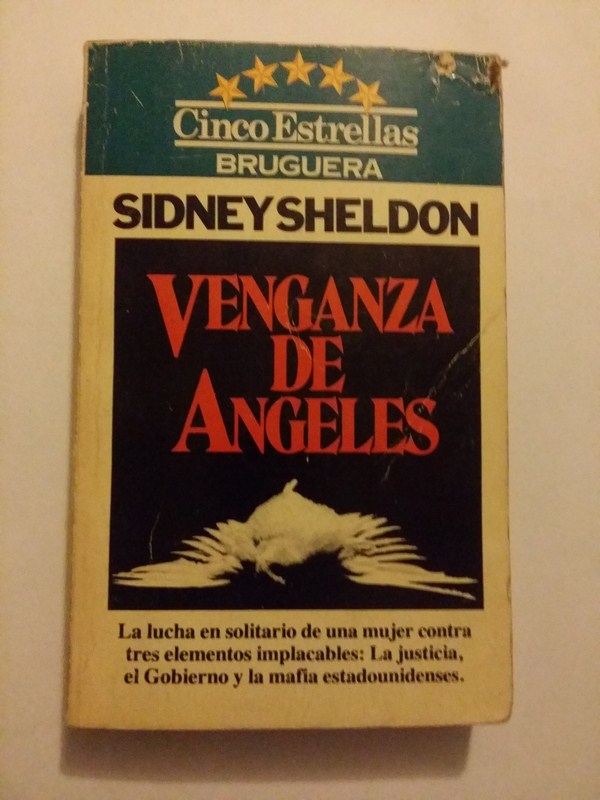 Cinco Estrellas
BRUGUERA
SIDNEY SHELDON
VENGANZA
DE
ANGELES
La lucha en solitario de una mujer contra
tres elementos implacables: La justicia,
el Gobierno y la mafia estadounidenses.